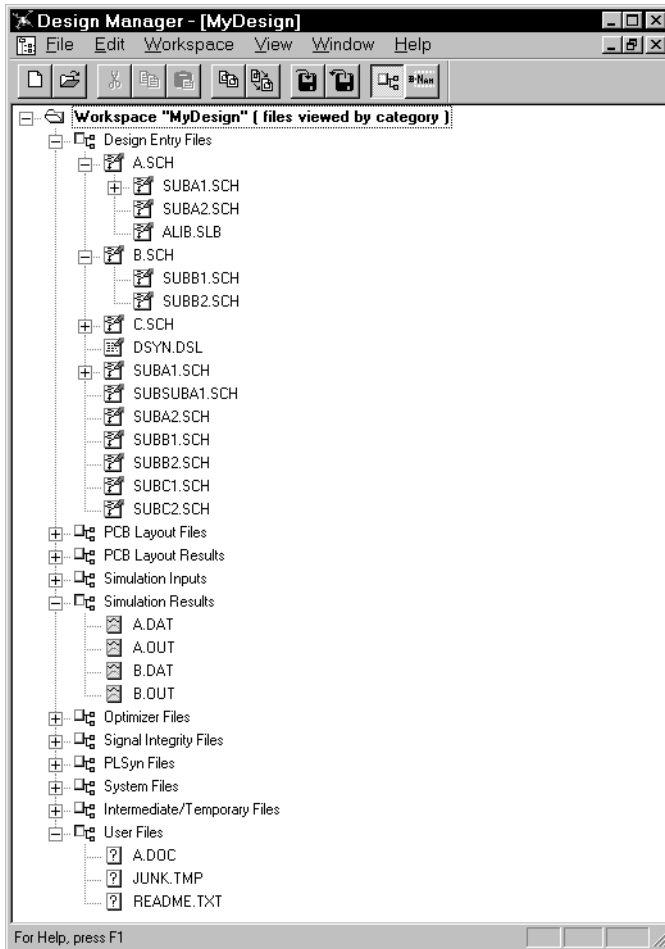 Design Manager - [MyDesign]
File Edit Workspace View Window Help
Workspace "MyDesign" ( files viewed by category )
Design Entry Files
A.SCH
SUBA1.SCH
SUBA2.SCH
ALIB.SLB
B.SCH
SUBB1.SCH
SUBB2.SCH
C.SCH
DSYN.DSL
SUBA1.SCH
SUBSUBA1.SCH
SUBA2.SCH
SUBB1.SCH
SUBB2.SCH
SUBC1.SCH
SUBC2.SCH
PCB Layout Files
PCB Layout Results
Simulation Inputs
Simulation Results
A.DAT
A.OUT
B.DAT
B.OUT
Optimizer Files
Signal Integrity Files
PLSyn Files
System Files
Intermediate/Temporary Files
User Files
A.DOC
JUNK.TMP
README.TXT
For Help, press F1